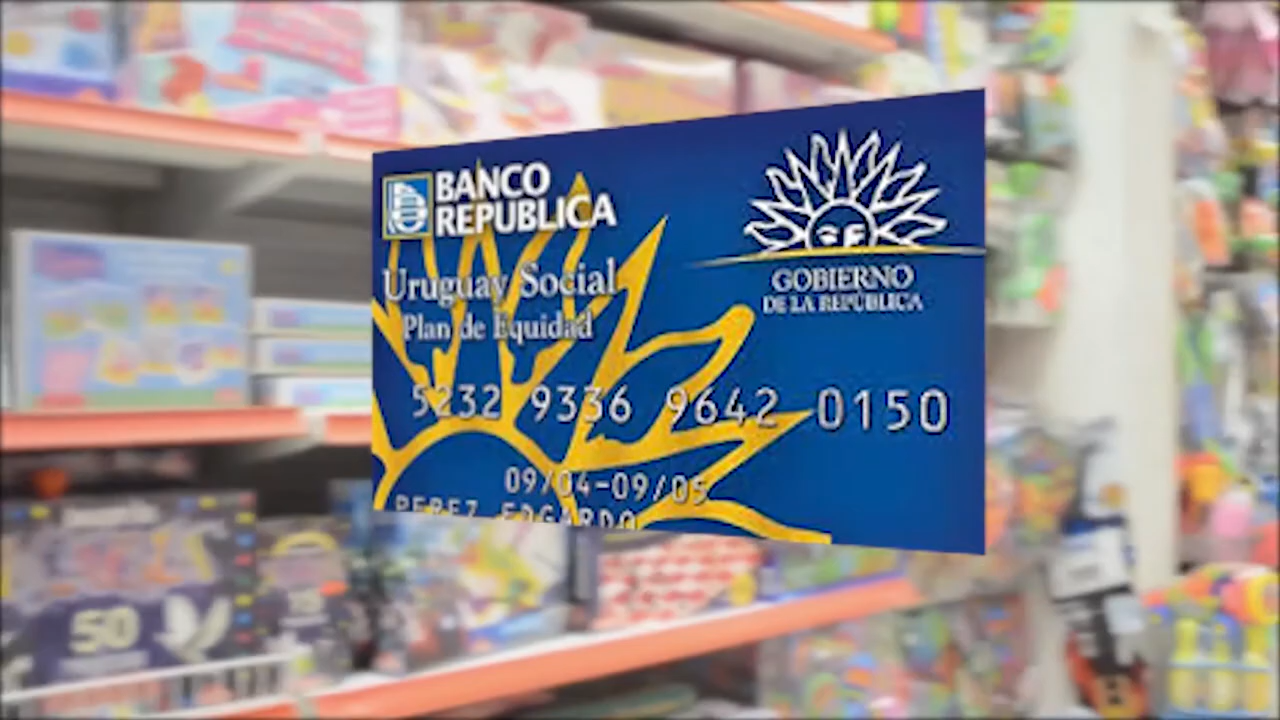 BANCO
REPUBLICA
Uruguay Social
Plan de Equidad
GOBIERNO
DE LA REPÚBLICA
5232 9336 9642 0150
09/04-09/05
PEREZ EDGARDO
50